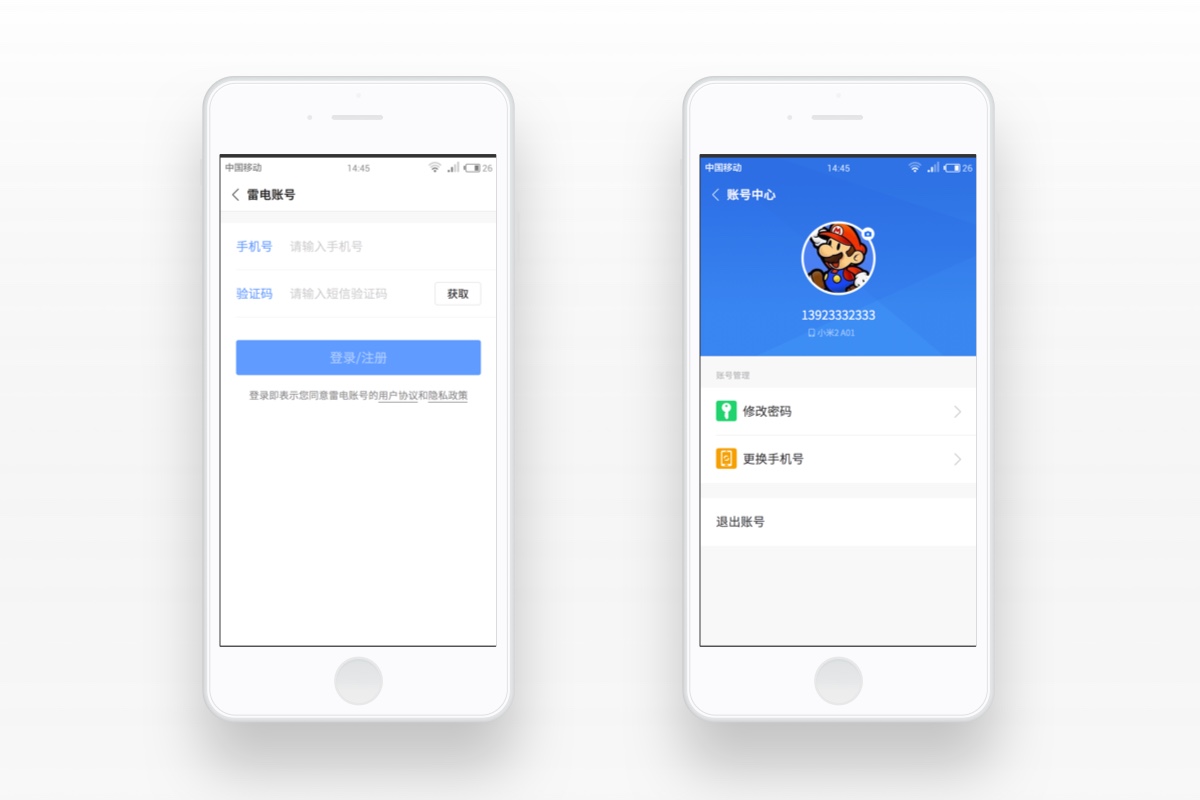 中国移动 14:45 26
雷电账号
手机号 请输入手机号
验证码 请输入短信验证码 获取
登录/注册
登录即表示您同意雷电账号的用户协议和隐私政策
中国移动 14:45 26
账号中心
M
13923332333
小米2 A01
账号管理
修改密码
更换手机号
退出账号